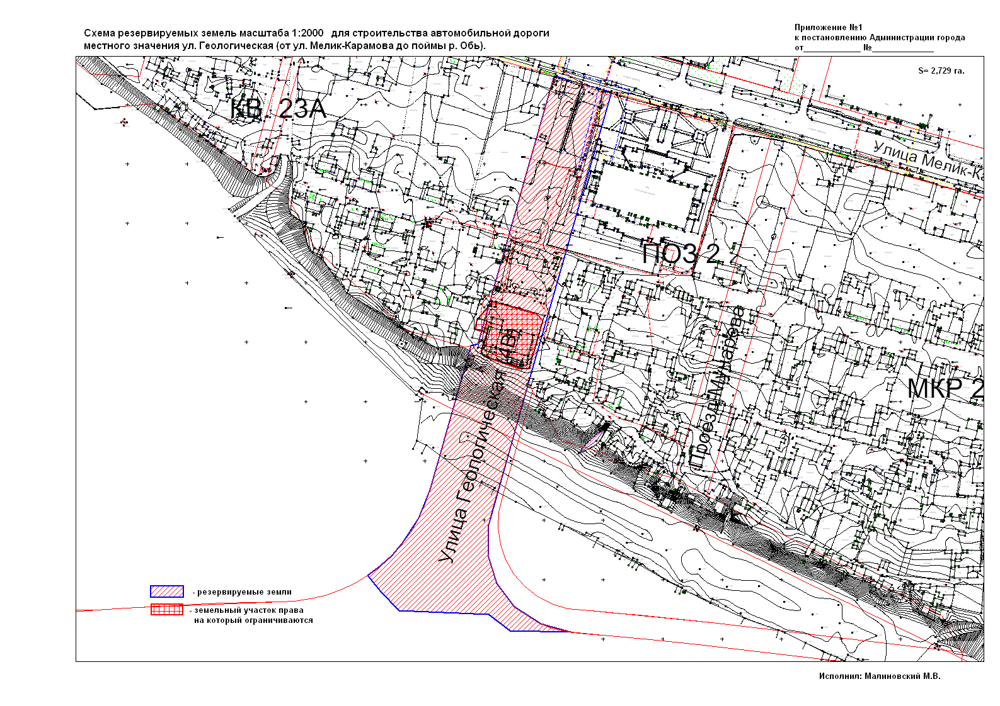 Схема резервируемых земель масштаба 1:2000 для строительства автомобильной дороги
местного значения ул. Геологическая (от ул. Мелик-Карамова до поймы р. Обь).
Приложение №1
к постановлению Администрации города
от____________ №_____________
S= 2,729 га.
КВ. 23А
Улица Мелик-Ка
ПОЗ 2
Проезд Мунарева
МКР 2
Улица Геологическая
- резервируемые земли
- земельный участок права
на который ограничиваются
Исполнил: Малиновский М.В.